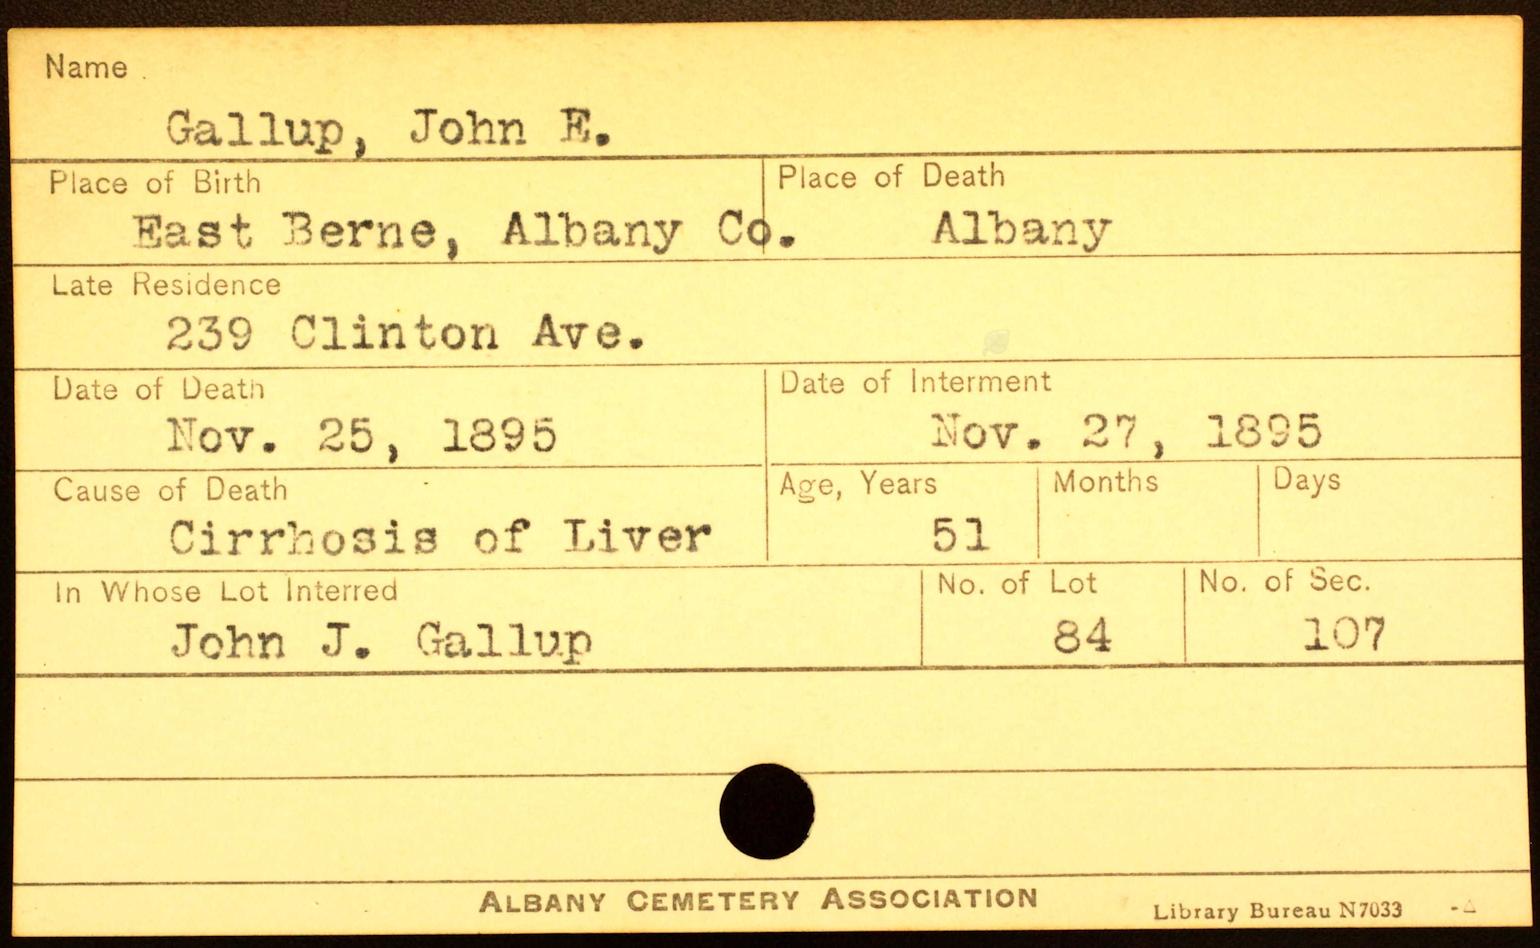 Name
Gallup, John E.
Place of Birth
East Berne, Albany Co.
Place of Death
Albany
Late Residence
239 Clinton Ave.
Date of Death
Nov. 25, 1895
Date of Interment
Nov. 27, 1895
Cause of Death
Cirrhosis of Liver
Age, Years
51
Months
Days
In Whose Lot Interred
John J. Gallup
No. of Lot
84
No. of Sec.
107
ALBANY CEMETERY ASSOCIATION
Library Bureau N7033